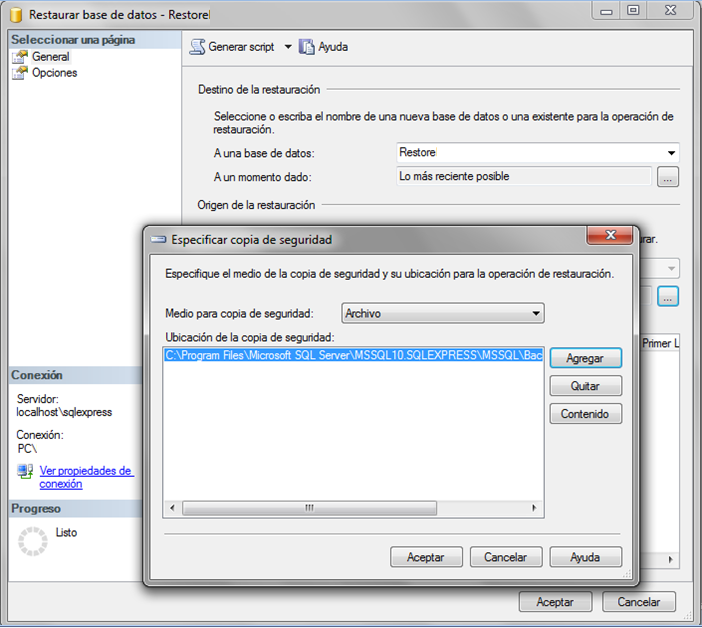 Restaurar base de datos - Restorel
Seleccionar una página
General
Opciones
Generar script
Ayuda
Destino de la restauración
Seleccione o escriba el nombre de una nueva base de datos o una existente para la operación de
restauración.
A una base de datos:
Restorel
A un momento dado:
Lo más reciente posible
...
Origen de la restauración
rar.
...
Primer L
Especificar copia de seguridad
Especifique el medio de la copia de seguridad y su ubicación para la operación de restauración.
Medio para copia de seguridad:
Archivo
Ubicación de la copia de seguridad:
C:\Program Files\Microsoft SQL Server\MSSQL10.SQLEXPRESS\MSSQL\Bac
Agregar
Quitar
Contenido
Aceptar
Cancelar
Ayuda
Conexión
Servidor:
localhost\sqlexpress
Conexión:
PC\
Ver propiedades de
conexión
Progreso
Listo
Aceptar
Cancelar